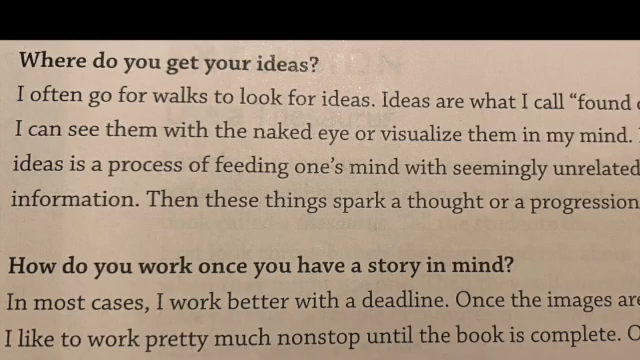 Where do you get your ideas?
I often go for walks to look for ideas. Ideas are what I call “found
I can see them with the naked eye or visualize them in my mind.
ideas is a process of feeding one’s mind with seemingly unrelated
information. Then these things spark a thought or a progression
How do you work once you have a story in mind?
In most cases, I work better with a deadline. Once the images are
I like to work pretty much nonstop until the book is complete.